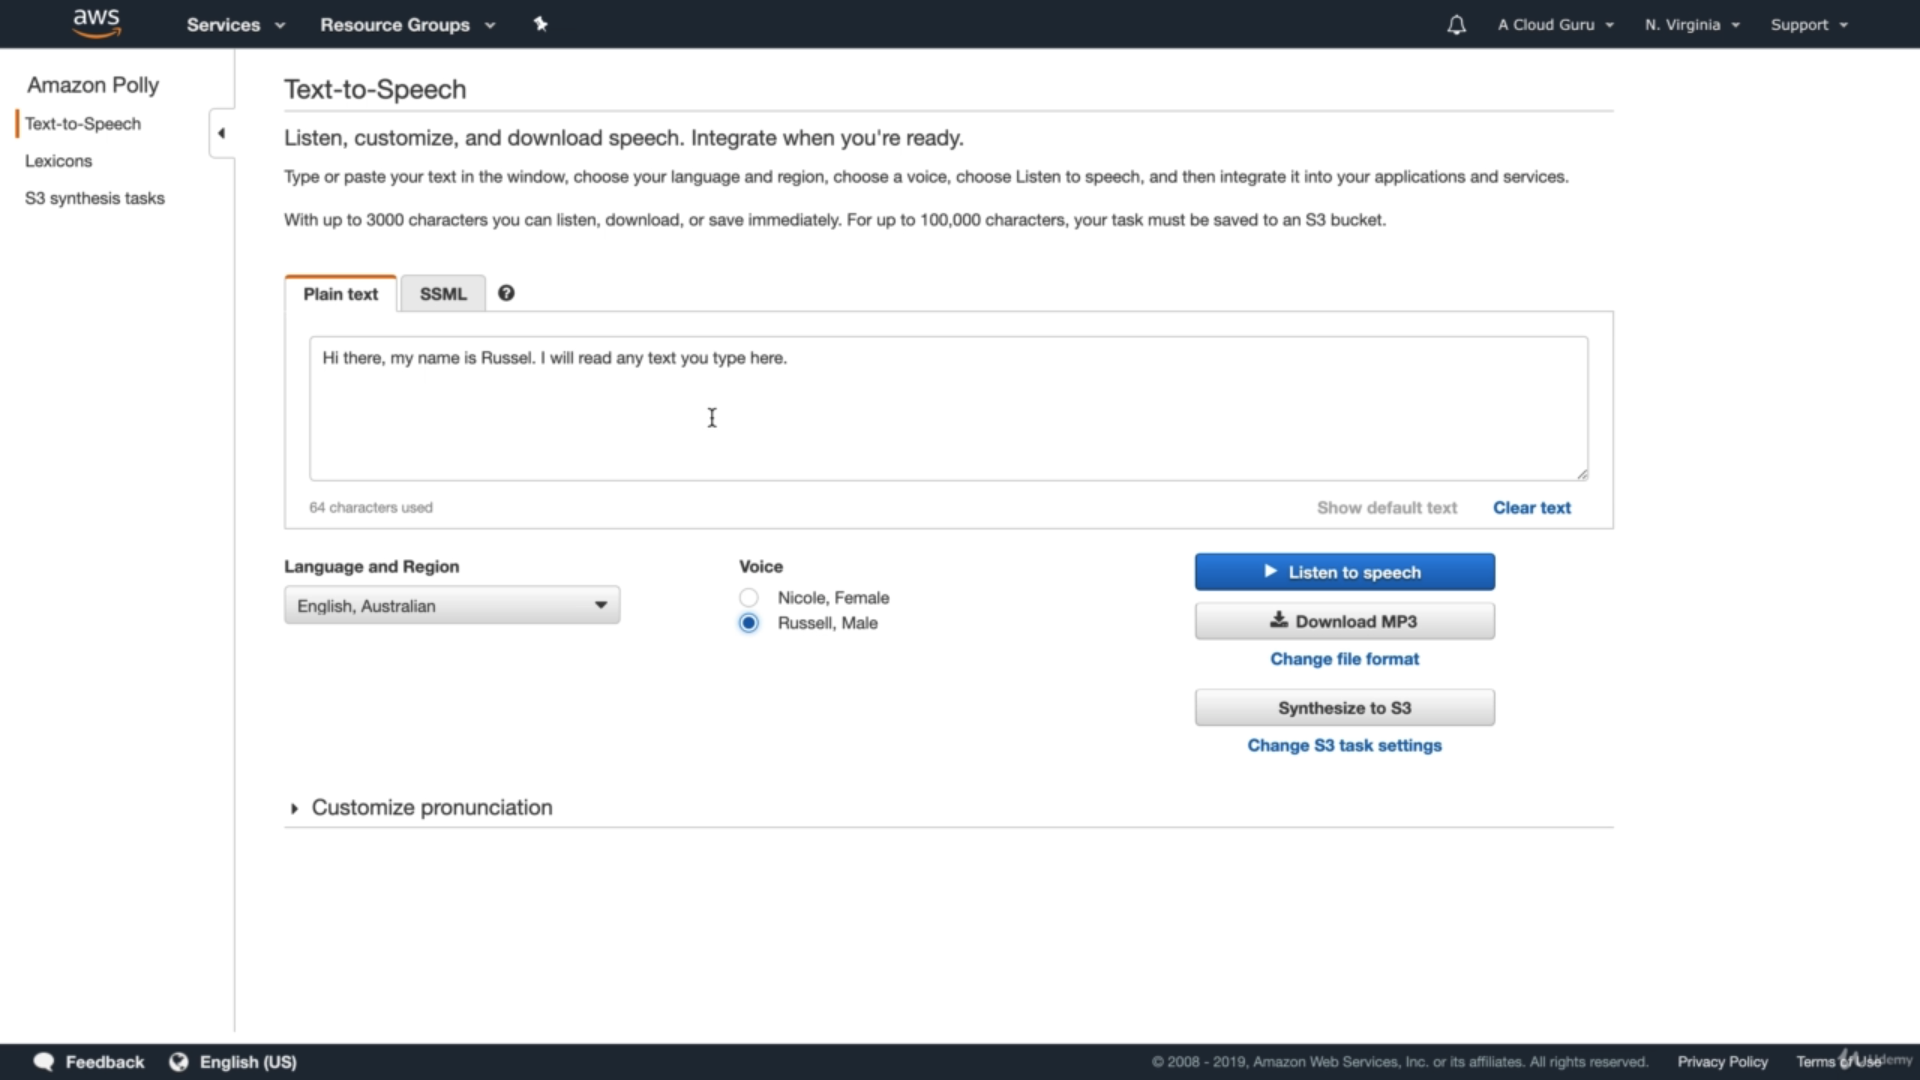 aws
Services
Resource Groups
A Cloud Guru
N. Virginia
Support
Amazon Polly
Text-to-Speech
Lexicons
S3 synthesis tasks
Text-to-Speech
Listen, customize, and download speech. Integrate when you're ready.
Type or paste your text in the window, choose your language and region, choose a voice, choose Listen to speech, and then integrate it into your applications and services.
With up to 3000 characters you can listen, download, or save immediately. For up to 100,000 characters, your task must be saved to an S3 bucket.
Plain text
SSML
Hi there, my name is Russel. I will read any text you type here.
64 characters used
Show default text
Clear text
Language and Region
English, Australian
Voice
Nicole, Female
Russell, Male
Listen to speech
Download MP3
Change file format
Synthesize to S3
Change S3 task settings
Customize pronunciation
Feedback
English (US)
© 2008 - 2019, Amazon Web Services, Inc. or its affiliates. All rights reserved.
Privacy Policy
Terms of Use